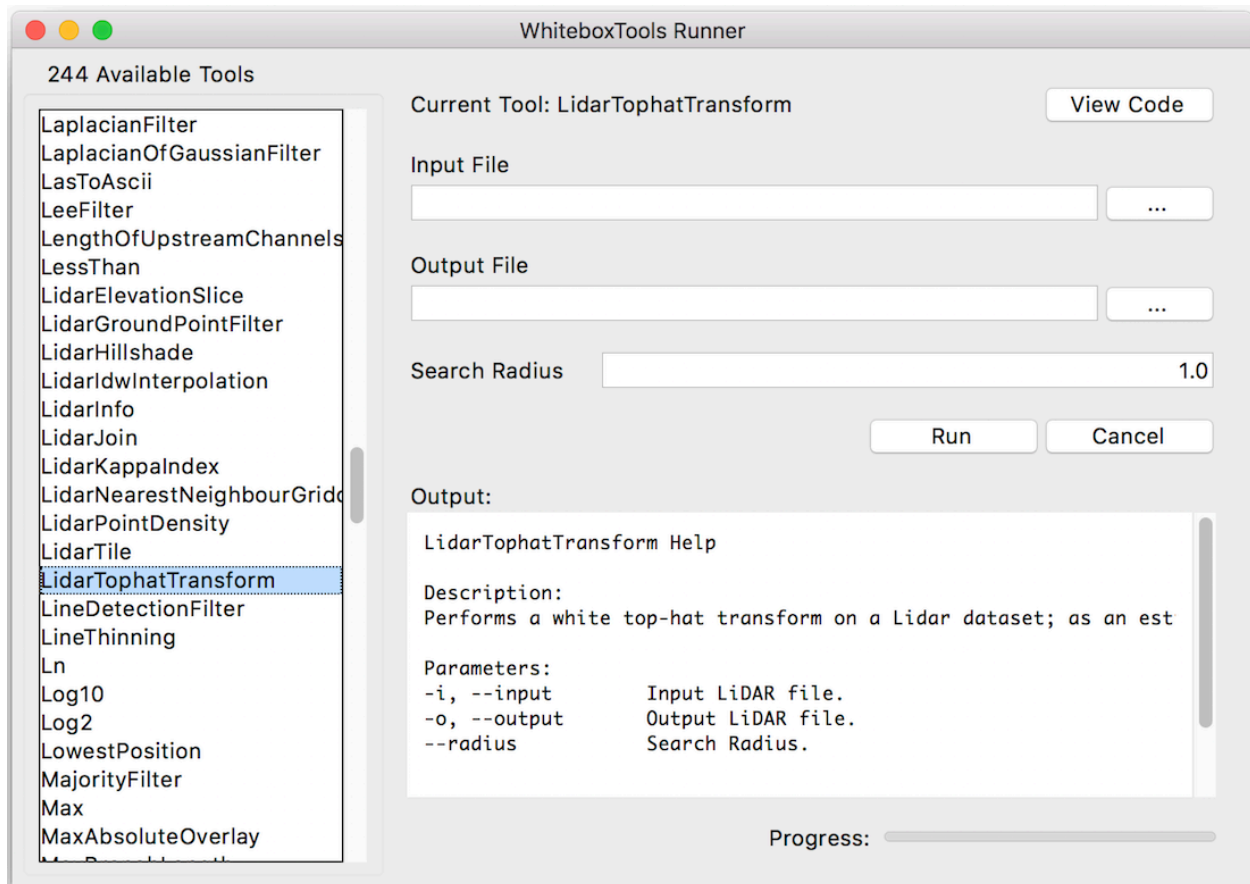 WhiteboxTools Runner
244 Available Tools
LaplacianFilter
LaplacianOfGaussianFilter
LasToAscii
LeeFilter
LengthOfUpstreamChannels
LessThan
LidarElevationSlice
LidarGroundPointFilter
LidarHillshade
LidarIdwInterpolation
LidarInfo
LidarJoin
LidarKappaIndex
LidarNearestNeighbourGridd
LidarPointDensity
LidarTile
LidarTophatTransform
LineDetectionFilter
LineThinning
Ln
Log10
Log2
LowestPosition
MajorityFilter
Max
MaxAbsoluteOverlay
Current Tool: LidarTophatTransform
View Code
Input File
...
Output File
...
Search Radius 1.0
Run Cancel
Output:
LidarTophatTransform Help
Description:
Performs a white top-hat transform on a Lidar dataset; as an est
Parameters:
-i, --input Input LiDAR file.
-o, --output Output LiDAR file.
--radius Search Radius.
Progress: